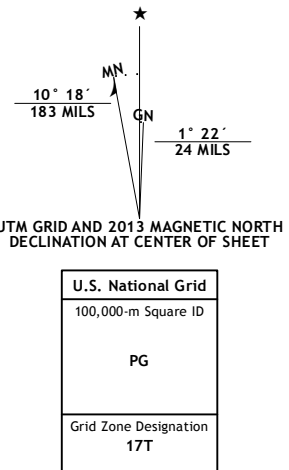 ★
MN
GN
10° 18´
183 MILS
1° 22´
24 MILS
UTM GRID AND 2013 MAGNETIC NORTH
DECLINATION AT CENTER OF SHEET
U.S. National Grid
100,000-m Square ID
PG
Grid Zone Designation
17T